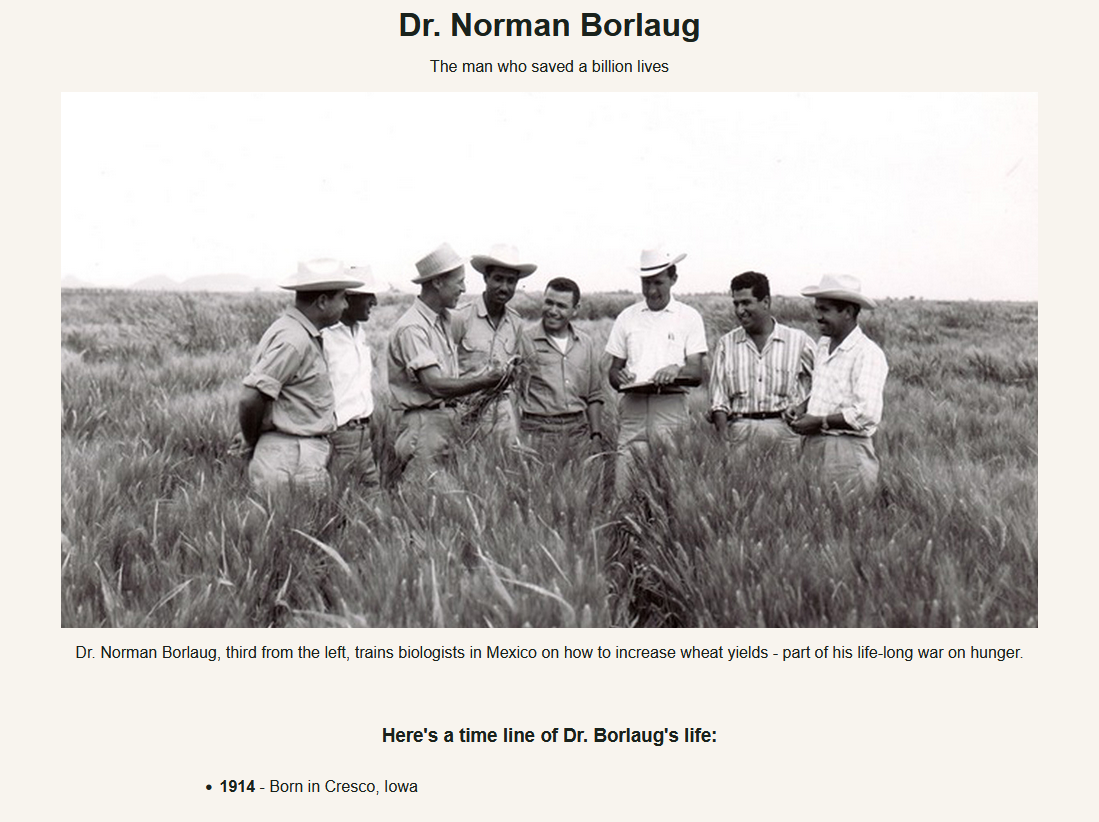 Dr. Norman Borlaug
The man who saved a billion lives
Dr. Norman Borlaug, third from the left, trains biologists in Mexico on how to increase wheat yields - part of his life-long war on hunger.
Here's a time line of Dr. Borlaug's life:
• 1914 - Born in Cresco, Iowa